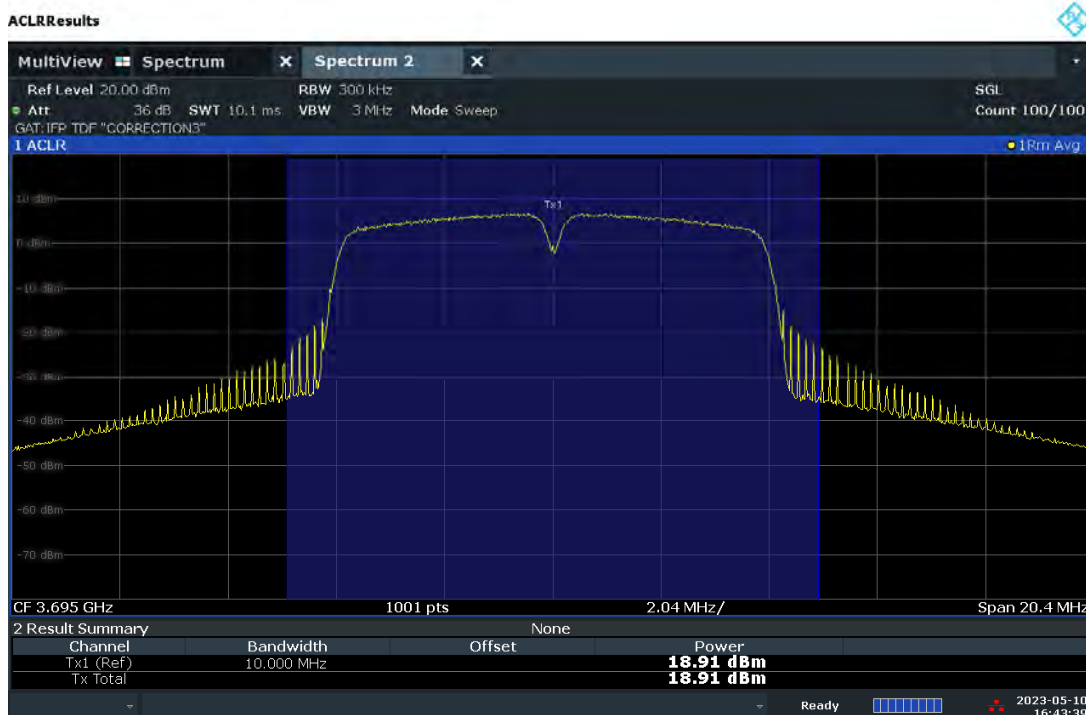 ACLRResults
MultiView Spectrum X Spectrum 2 X
Ref Level 20.00 dBm RBW 300 kHz SGL
Att 36 dB SWT 10.1 ms VBW 3 MHz Mode Sweep Count 100/100
GAT:IFP TDF "CORRECTION3"
1 ACLR 1Rm Avg
Tx1
10 dBm
0 dBm
-10 dBm
-20 dBm
-30 dBm
-40 dBm
-50 dBm
-60 dBm
-70 dBm
CF 3.695 GHz 1001 pts 2.04 MHz/ Span 20.4 MHz
2 Result Summary None
Channel Bandwidth Offset Power
Tx1 (Ref) 10.000 MHz 18.91 dBm
Tx Total 18.91 dBm
Ready 2023-05-10
16:43:39